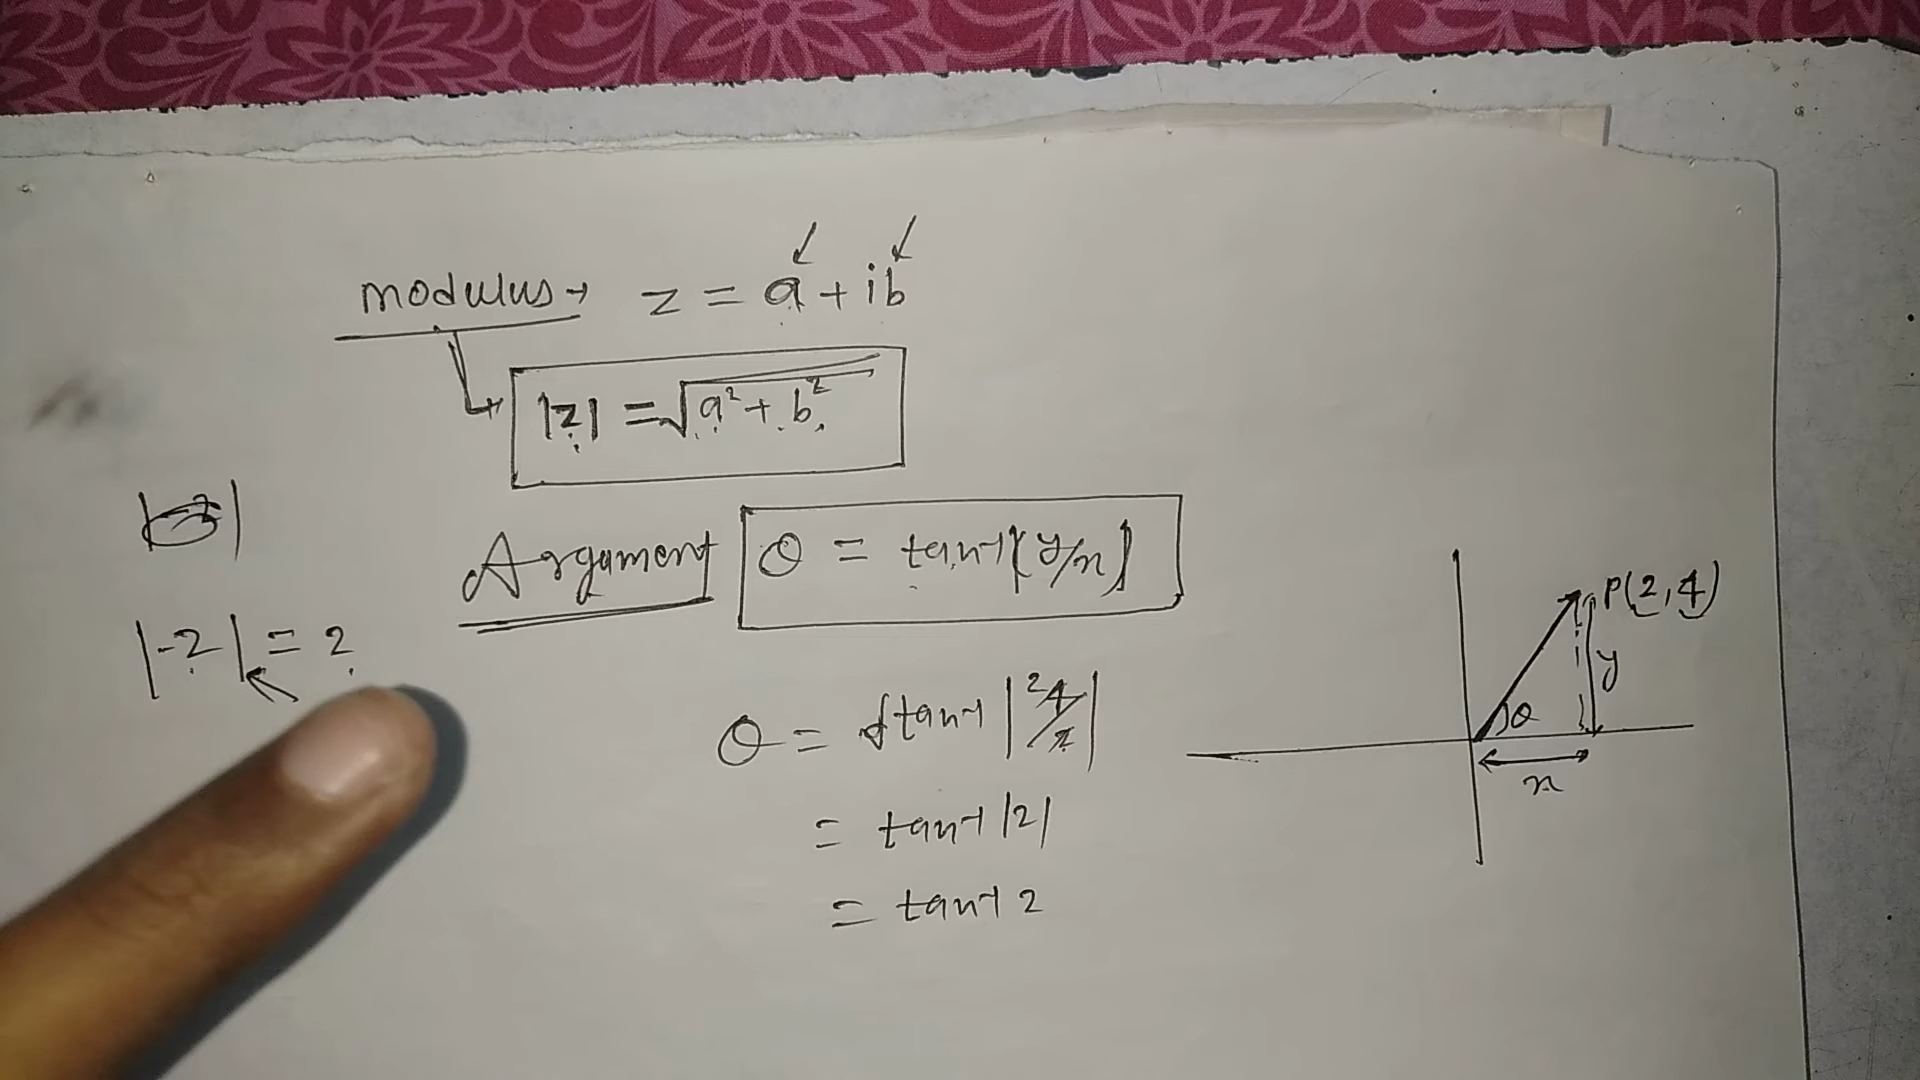 modulus → z = a + ib
|z| = √a² + b²
Argument θ = tan-1(y/x)
|-2| = 2
P(2,4)
y
θ
x
θ = tan-1 |4/2| 2
= tan-1 |2|
= tan-1 2